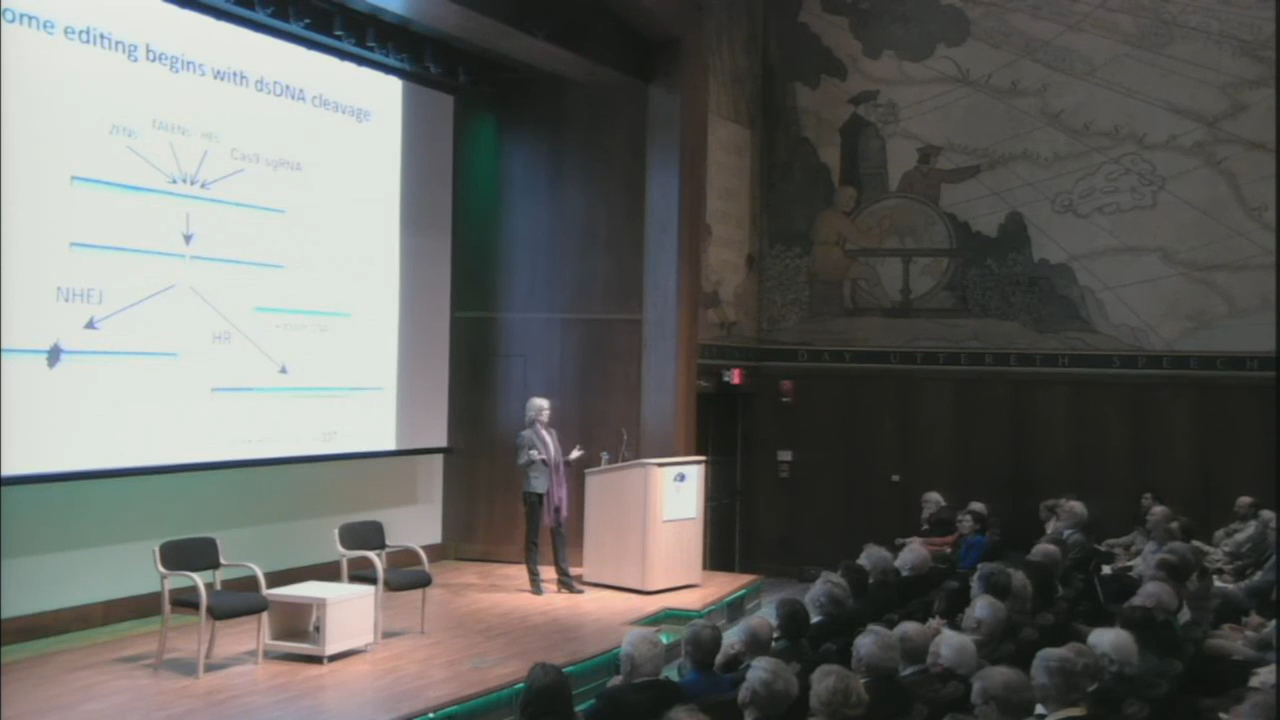 ome editing begins with dsDNA cleavage
ZFNs TALENs HEs
Cas9:sgRNA
NHEJ
HR
DAY UTTERETH SPEECH